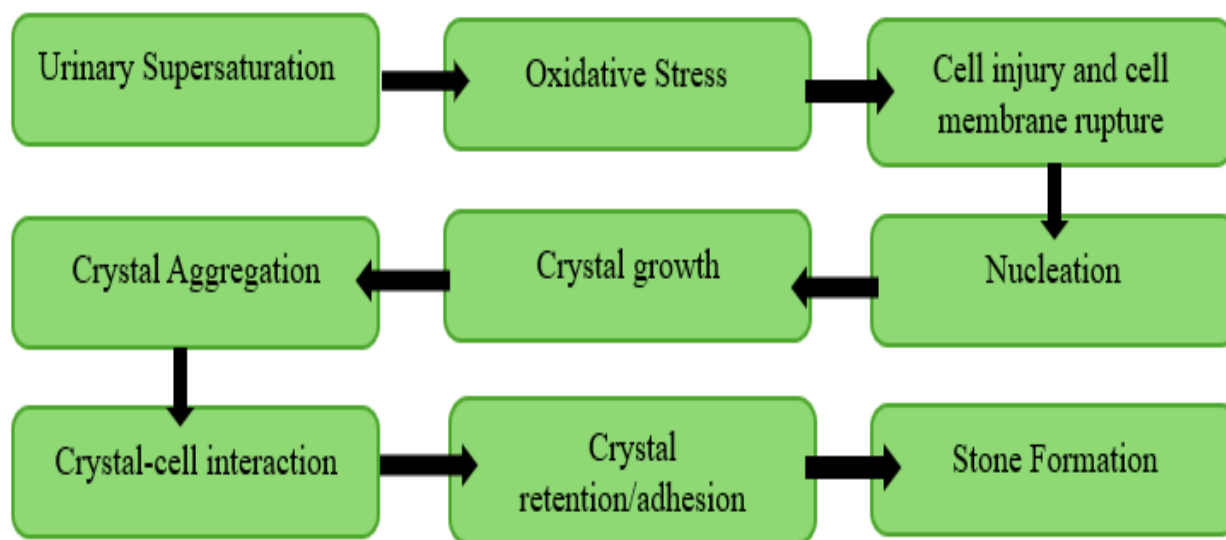 Urinary Supersaturation
Oxidative Stress
Cell injury and cell
membrane rupture
Crystal Aggregation
Crystal growth
Nucleation
Crystal-cell interaction
Crystal
retention/adhesion
Stone Formation